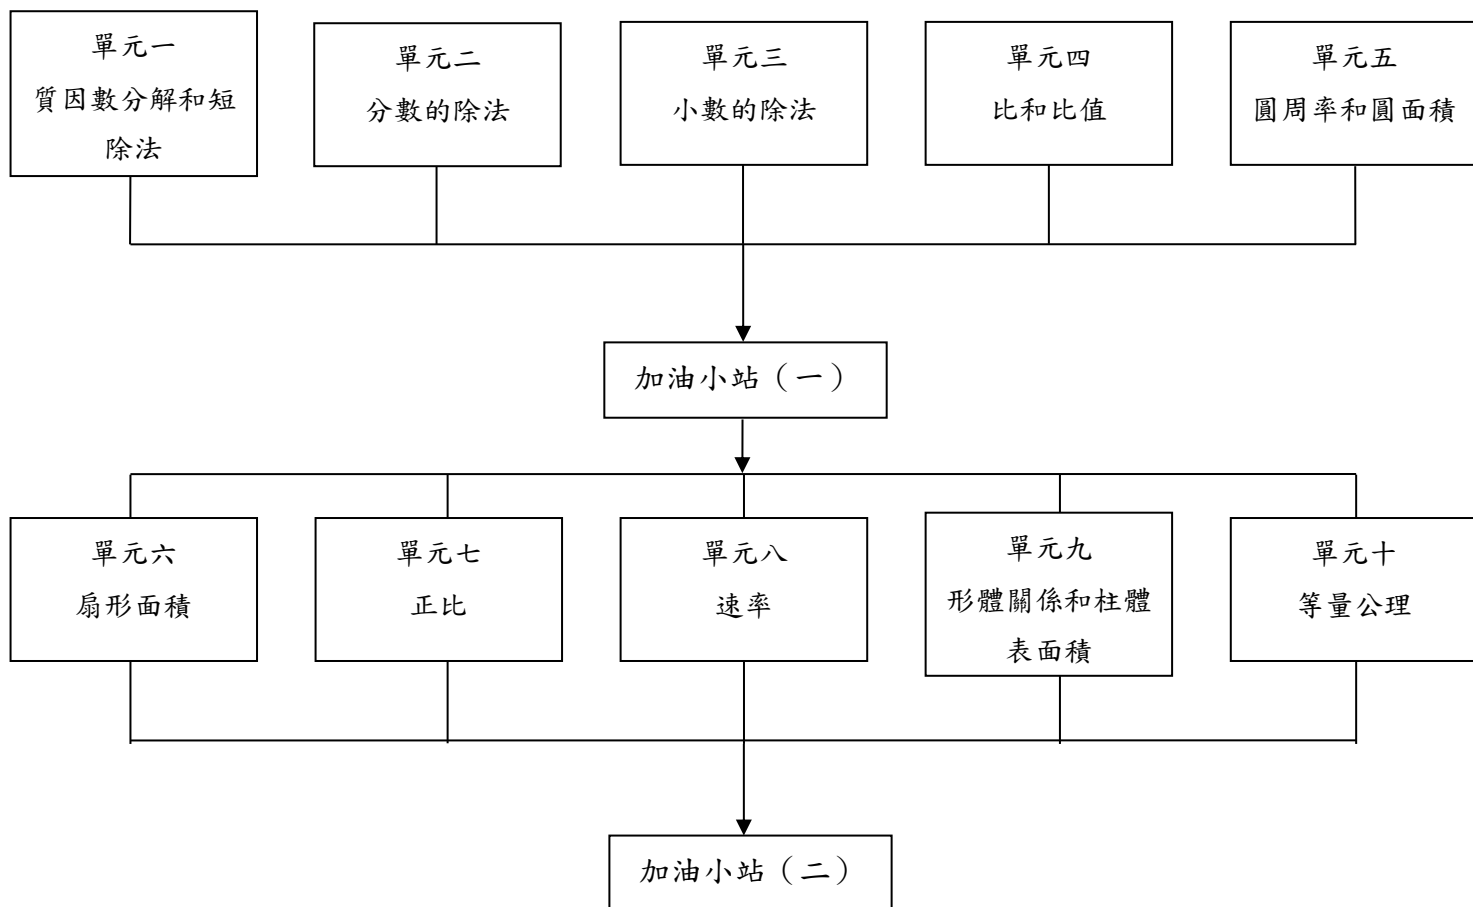 單元一
質因數分解和短
除法
單元二
分數的除法
單元三
小數的除法
單元四
比和比值
單元五
圓周率和圓面積
加油小站（一）
單元六
扇形面積
單元七
正比
單元八
速率
單元九
形體關係和柱體
表面積
單元十
等量公理
加油小站（二）